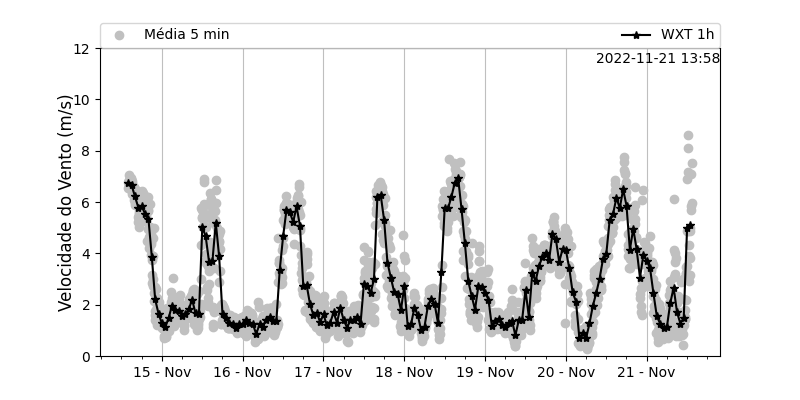 Média 5 min
WXT 1h
2022-11-21 13:58
Velocidade do Vento (m/s)
12
10
8
6
4
2
0
15 - Nov
16 - Nov
17 - Nov
18 - Nov
19 - Nov
20 - Nov
21 - Nov